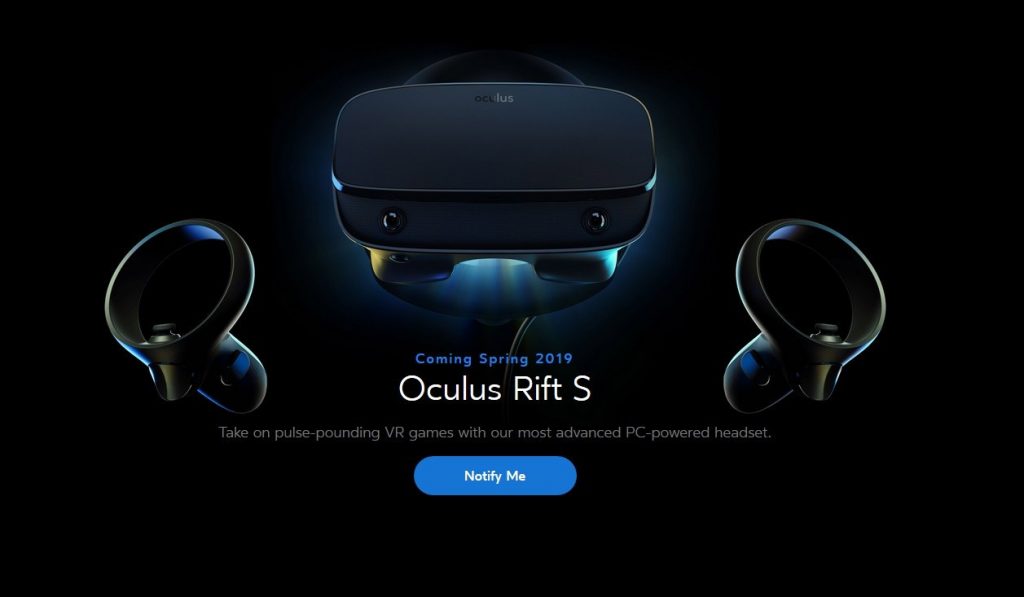 oculus
Coming Spring 2019
Oculus Rift S
Take on pulse-pounding VR games with our most advanced PC-powered headset.
Notify Me